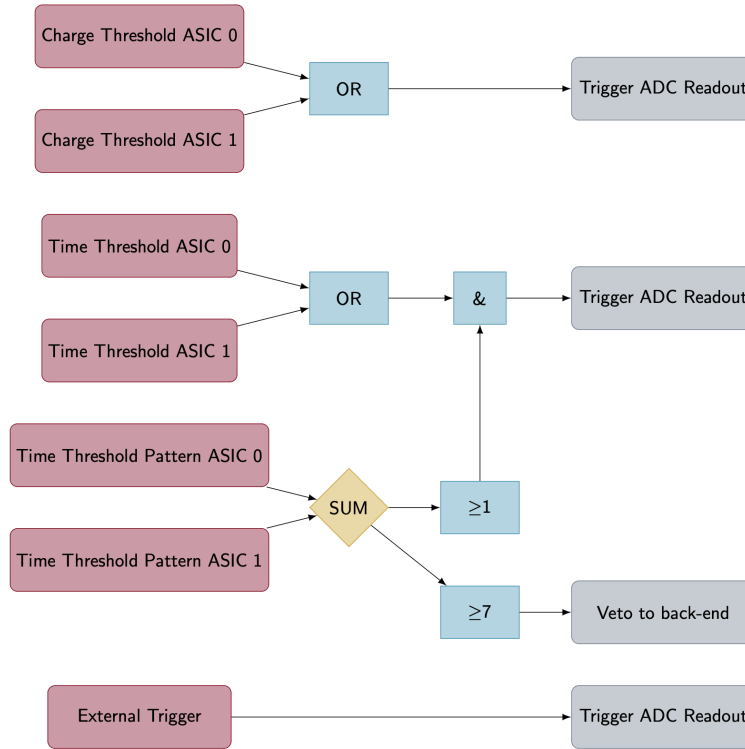 Charge Threshold ASIC 0
OR
Trigger ADC Readout
Charge Threshold ASIC 1
Time Threshold ASIC 0
OR
&
Trigger ADC Readout
Time Threshold ASIC 1
Time Threshold Pattern ASIC 0
SUM
≥1
Time Threshold Pattern ASIC 1
≥7
Veto to back-end
External Trigger
Trigger ADC Readout